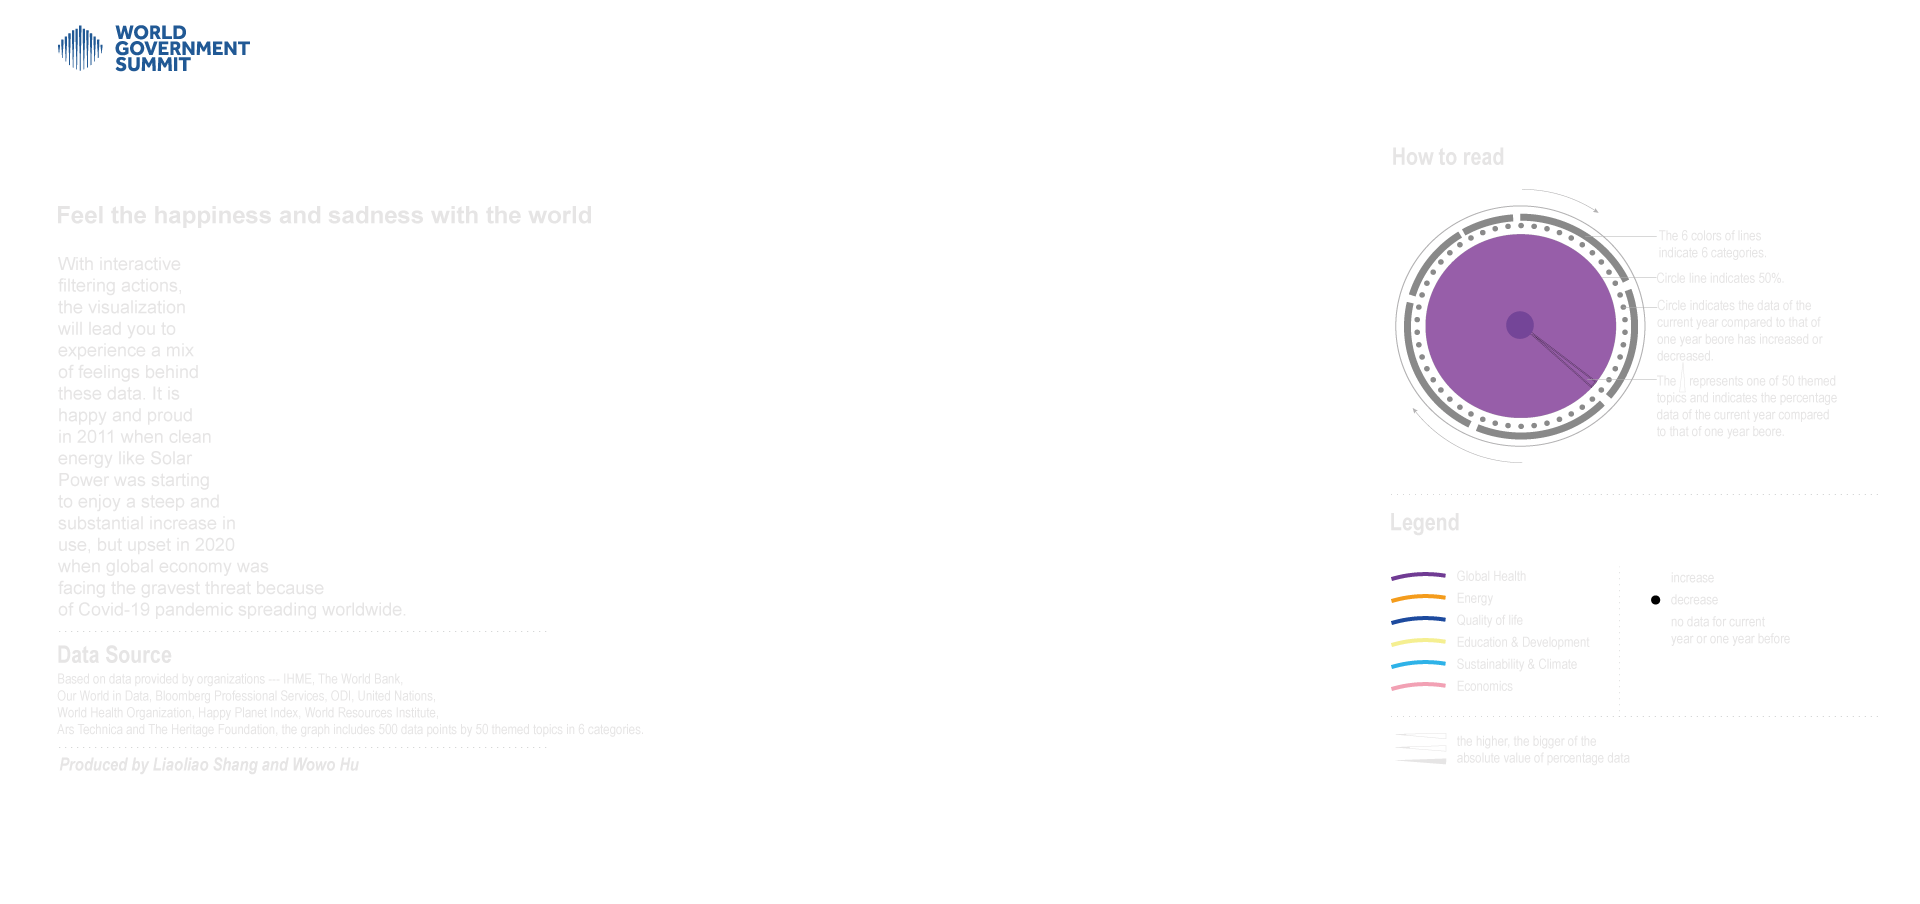 WORLD
GOVERNMENT
SUMMIT
Feel the happiness and sadness with the world
With interactive
filtering actions,
the visualization
will lead you to
experience a mix
of feelings behind
these data. It is
happy and proud
in 2011 when clean
energy like Solar
Power was starting
to enjoy a steep and
substantial increase in
use, but upset in 2020
when global economy was
facing the gravest threat because
of Covid-19 pandemic spreading worldwide.
Data Source
Based on data provided by organizations — IHME, The World Bank,
Our World in Data, Bloomberg Professional Services, ODI, United Nations,
World Health Organization, Happy Planet Index, World Resources Institute,
Ars Technica and The Heritage Foundation, the graph includes 500 data points by 50 themed topics in 6 categories.
Produced by Liaoliao Shang and Wowo Hu
How to read
The 6 colors of lines
indicate 6 categories.
Circle line indicates 50%.
Circle indicates the data of the
current year compared to that of
one year beore has increased or
decreased.
The represents one of 50 themed
topics and indicates the percentage
data of the current year compared
to that of one year beore.
Legend
Global Health
Energy
Quality of life
Education & Development
Sustainability & Climate
Economics
increase
decrease
no data for current
year or one year before
the higher, the bigger of the
absolute value of percentage data